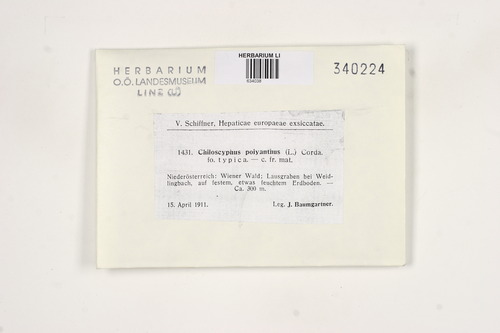 HERBARIUM LI
HERBARIUM
O.Ö. LANDESMUSEUM
LINZ (LI)
340224
V. Schiffner, Hepaticae europaeae exsiccatae.
1431. Chiloscyphus polyanthus (L.) Corda.
fo. typica. — c. fr. mat.
Niederösterreich: Wiener Wald; Lausgraben bei Weid-
lingbach, auf festem, etwas feuchtem Erdboden. —
Ca. 300 m.
15. April 1911.
Leg. J. Baumgartner.